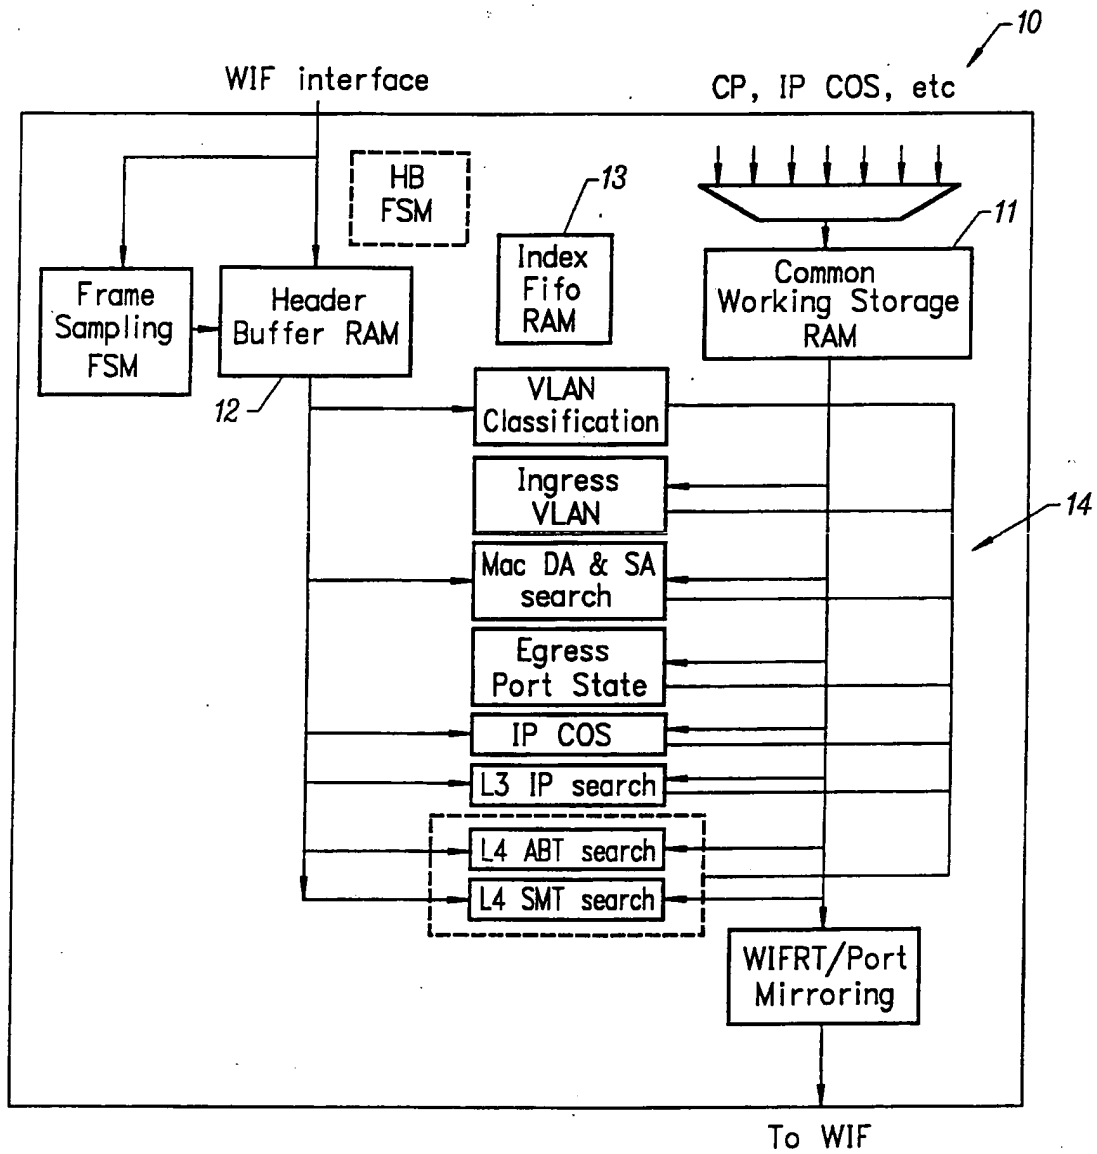 10
WIF interface
CP, IP COS, etc
HB
FSM
13
11
Index
Fifo
RAM
Common
Working Storage
RAM
Frame
Sampling
FSM
Header
Buffer RAM
12
VLAN
Classification
Ingress
VLAN
14
Mac DA & SA
search
Egress
Port State
IP COS
L3 IP search
L4 ABT search
L4 SMT search
WIFRT/Port
Mirroring
To WIF